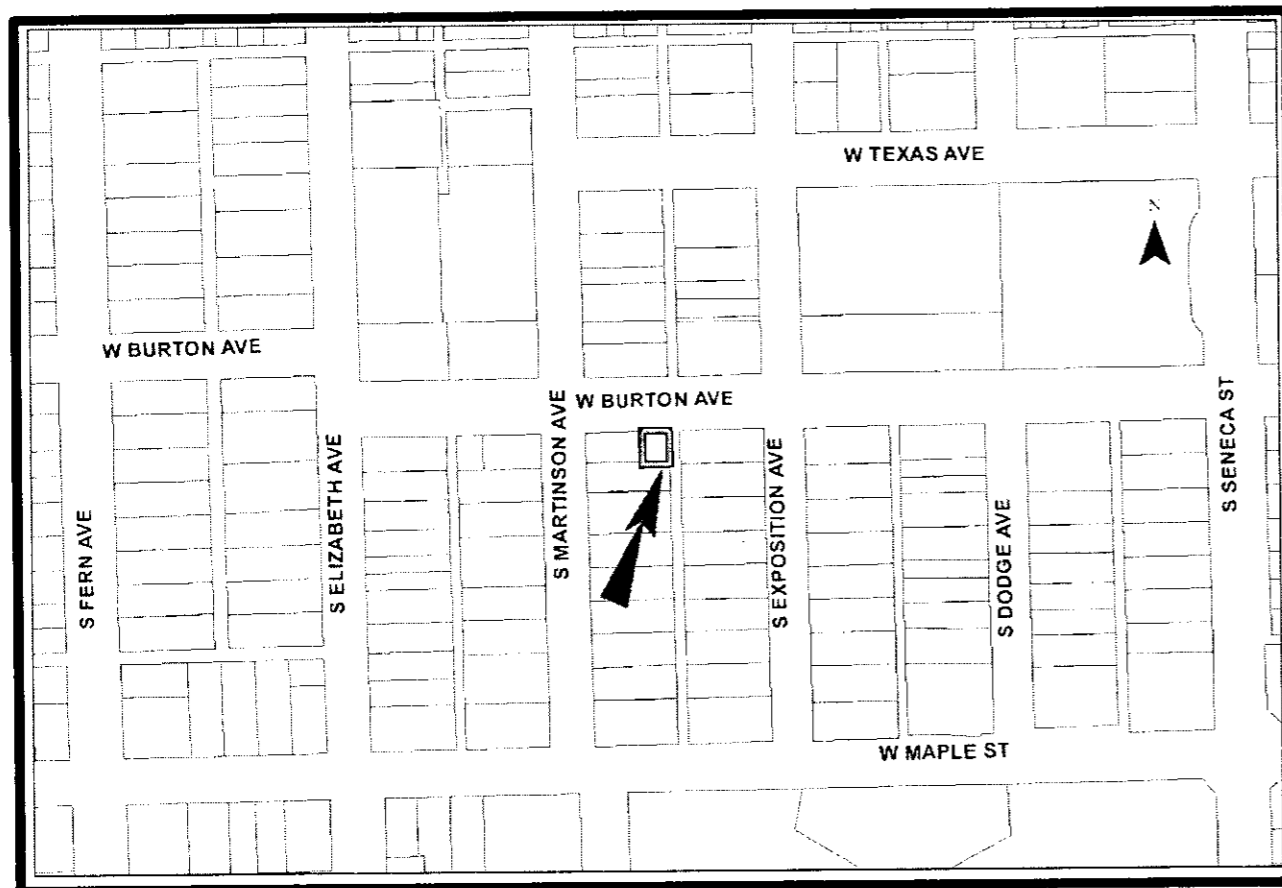 W TEXAS AVE
N
W BURTON AVE
W BURTON AVE
S FERN AVE
S ELIZABETH AVE
S MARTINSON AVE
S EXPOSITION AVE
S DODGE AVE
S SENECA ST
W MAPLE ST